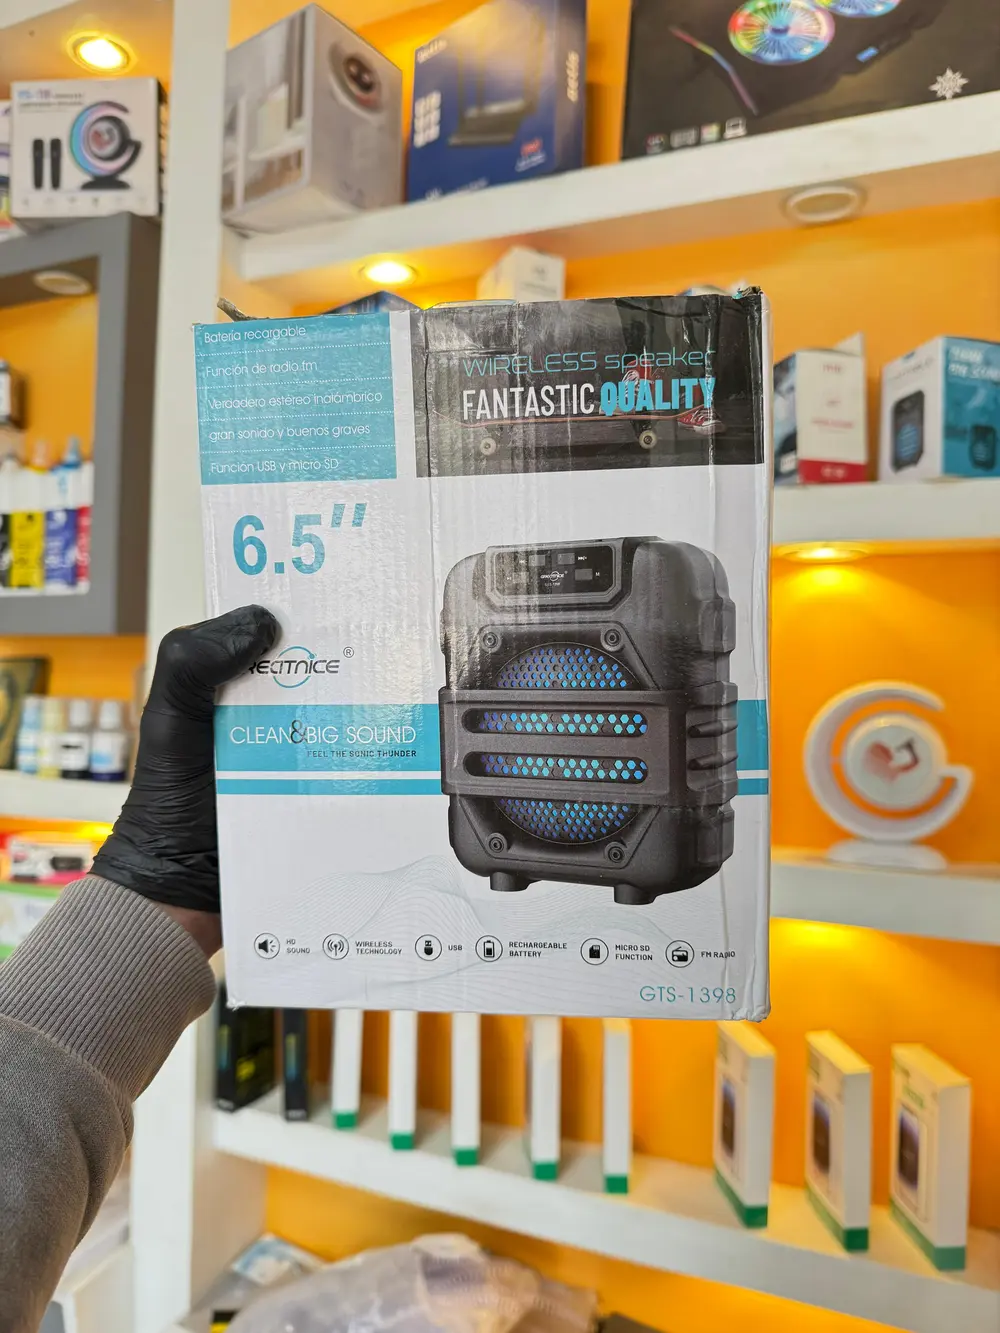 Batería recargable
Función de radio fm
Verdadero estéreo inalámbrico
gran sonido y buenos graves
Función USB y micro SD
WIRELESS speaker
FANTASTIC QUALITY
6.5''
REATNICE ®
CLEAN & BIG SOUND
FEEL THE SONIC THUNDER
HD SOUND
WIRELESS TECHNOLOGY
USB
RECHARGEABLE BATTERY
MICRO SD FUNCTION
FM RADIO
GTS-1398